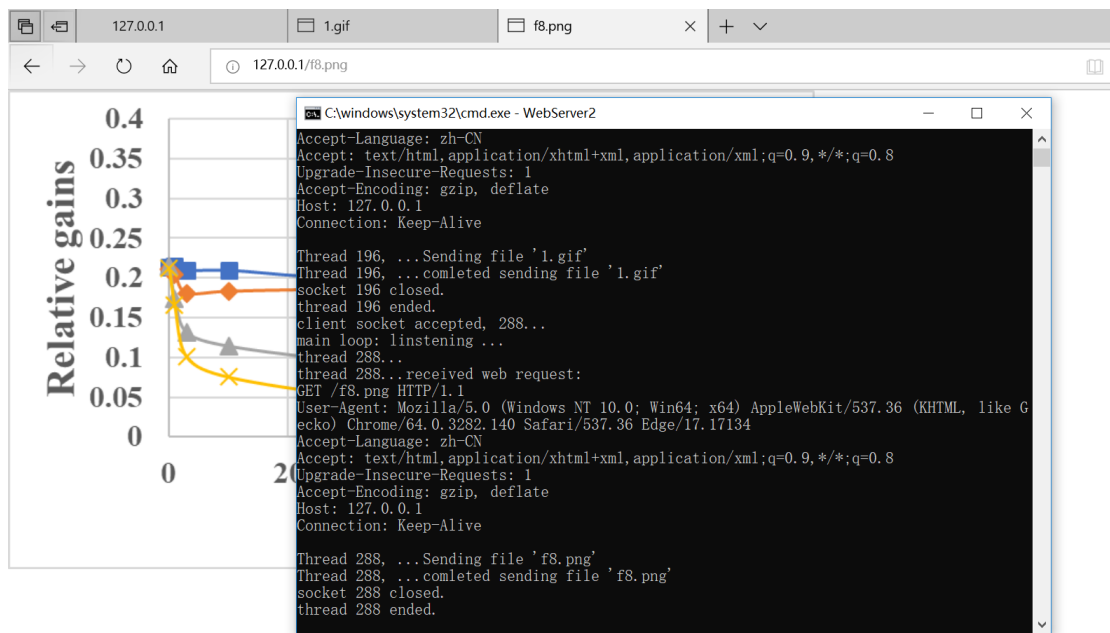 127.0.0.1
1.gif
f8.png
127.0.0.1/f8.png
C:\windows\system32\cmd.exe - WebServer2
Accept-Language: zh-CN
Accept: text/html,application/xhtml+xml,application/xml;q=0.9,*/*;q=0.8
Upgrade-Insecure-Requests: 1
Accept-Encoding: gzip, deflate
Host: 127.0.0.1
Connection: Keep-Alive
Thread 196, ...Sending file '1.gif'
Thread 196, ...comleted sending file '1.gif'
socket 196 closed.
thread 196 ended.
client socket accepted, 288...
main loop: linstening ...
thread 288...
thread 288...received web request:
GET /f8.png HTTP/1.1
User-Agent: Mozilla/5.0 (Windows NT 10.0; Win64; x64) AppleWebKit/537.36 (KHTML, like G
ecko) Chrome/64.0.3282.140 Safari/537.36 Edge/17.17134
Accept-Language: zh-CN
Accept: text/html,application/xhtml+xml,application/xml;q=0.9,*/*;q=0.8
Upgrade-Insecure-Requests: 1
Accept-Encoding: gzip, deflate
Host: 127.0.0.1
Connection: Keep-Alive
Thread 288, ...Sending file 'f8.png'
Thread 288, ...comleted sending file 'f8.png'
socket 288 closed.
thread 288 ended.
Relative gains
0.4
0.35
0.3
0.25
0.2
0.15
0.1
0.05
0
0